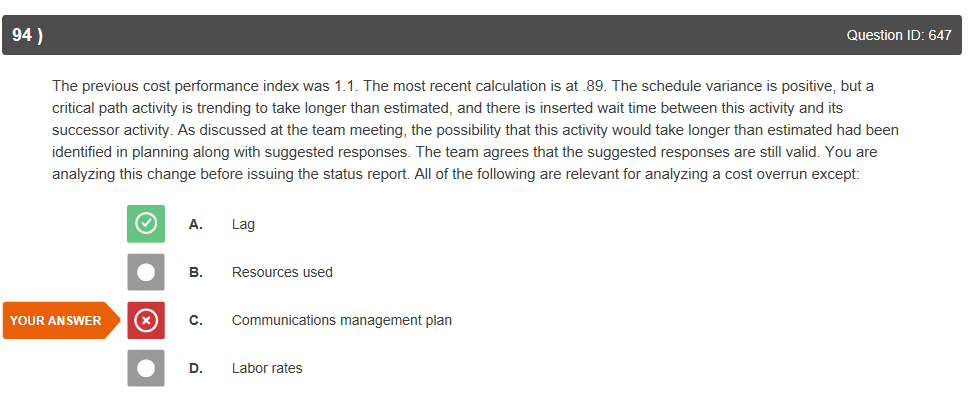 94 )
Question ID: 647
The previous cost performance index was 1.1. The most recent calculation is at .89. The schedule variance is positive, but a
critical path activity is trending to take longer than estimated, and there is inserted wait time between this activity and its
successor activity. As discussed at the team meeting, the possibility that this activity would take longer than estimated had been
identified in planning along with suggested responses. The team agrees that the suggested responses are still valid. You are
analyzing this change before issuing the status report. All of the following are relevant for analyzing a cost overrun except:
A. Lag
B. Resources used
YOUR ANSWER C. Communications management plan
D. Labor rates